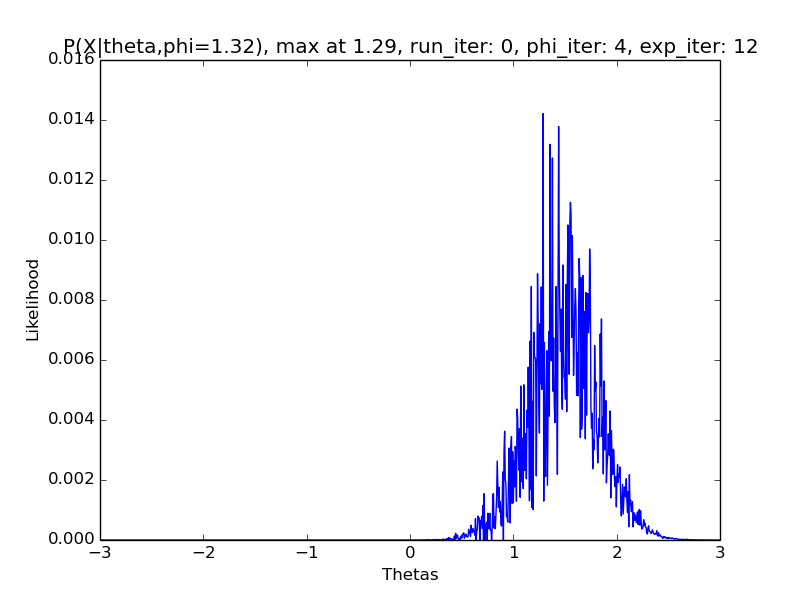 P(X|theta,phi=1.32), max at 1.29, run_iter: 0, phi_iter: 4, exp_iter: 12
0.016
0.014
0.012
0.010
0.008
0.006
0.004
0.002
0.000
Likelihood
−3 −2 −1 0 1 2 3
Thetas